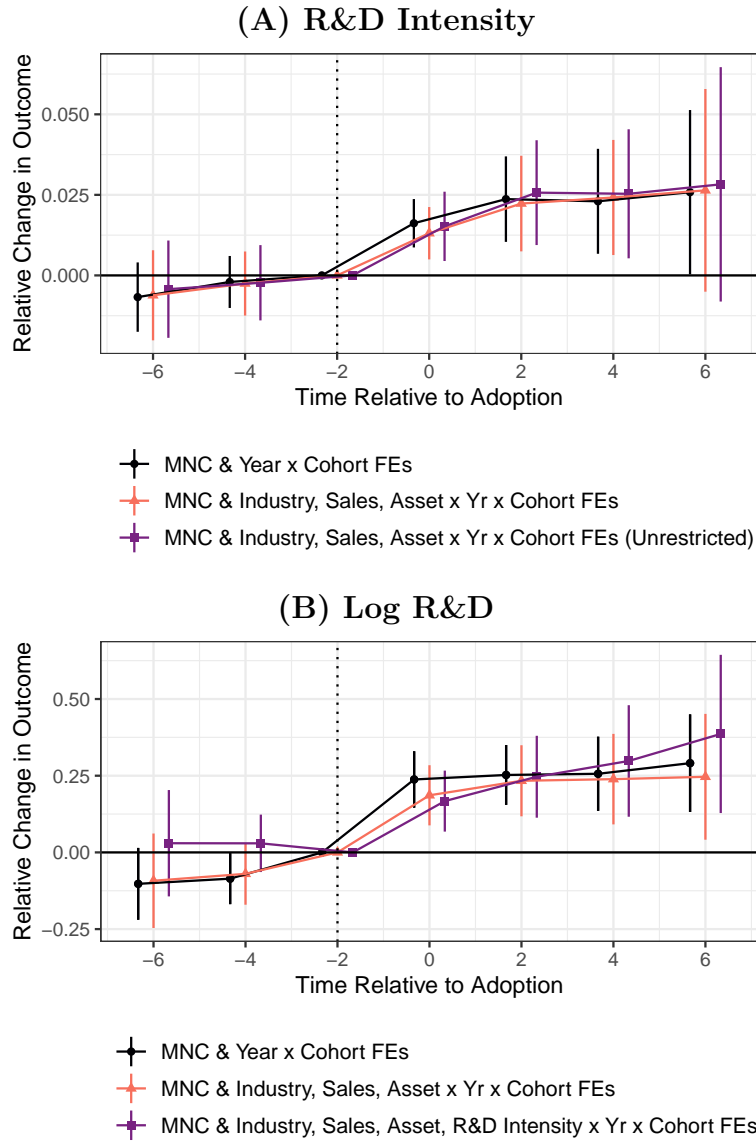 (A) R&D Intensity
Relative Change in Outcome
0.050
0.025
0.000
−6 −4 −2 0 2 4 6
Time Relative to Adoption
MNC & Year x Cohort FEs
MNC & Industry, Sales, Asset x Yr x Cohort FEs
MNC & Industry, Sales, Asset x Yr x Cohort FEs (Unrestricted)
(B) Log R&D
Relative Change in Outcome
0.50
0.25
0.00
−0.25
−6 −4 −2 0 2 4 6
Time Relative to Adoption
MNC & Year x Cohort FEs
MNC & Industry, Sales, Asset x Yr x Cohort FEs
MNC & Industry, Sales, Asset, R&D Intensity x Yr x Cohort FEs